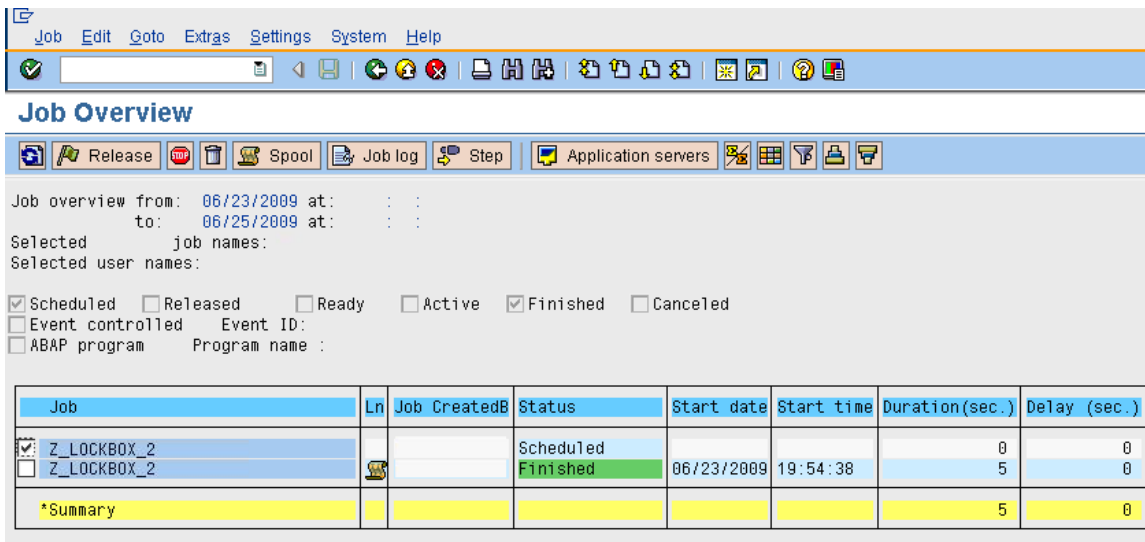 Job Edit Goto Extras Settings System Help
Job Overview
Release STOP Spool Job log Step Application servers
Job overview from: 06/23/2009 at: : :
to: 06/25/2009 at: : :
Selected job names:
Selected user names:
Scheduled Released Ready Active Finished Canceled
Event controlled Event ID:
ABAP program Program name :
Job Ln Job CreatedB Status Start date Start time Duration(sec.) Delay (sec.)
Z_LOCKBOX_2 Scheduled 0 0
Z_LOCKBOX_2 Finished 06/23/2009 19:54:38 5 0
*Summary 5 0